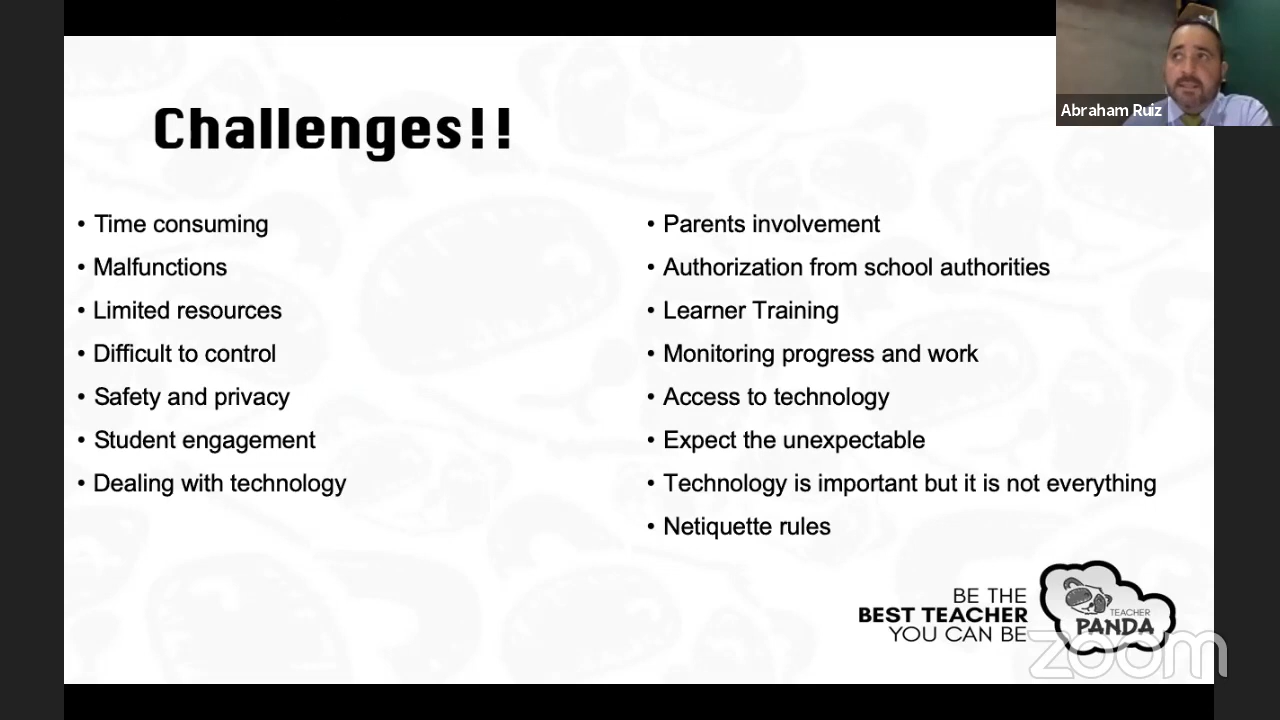 Challenges!!
• Time consuming
• Malfunctions
• Limited resources
• Difficult to control
• Safety and privacy
• Student engagement
• Dealing with technology
• Parents involvement
• Authorization from school authorities
• Learner Training
• Monitoring progress and work
• Access to technology
• Expect the unexpectable
• Technology is important but it is not everything
• Netiquette rules
Abraham Ruiz
BE THE
BEST TEACHER
YOU CAN BE
TEACHER
PANDA
zoom